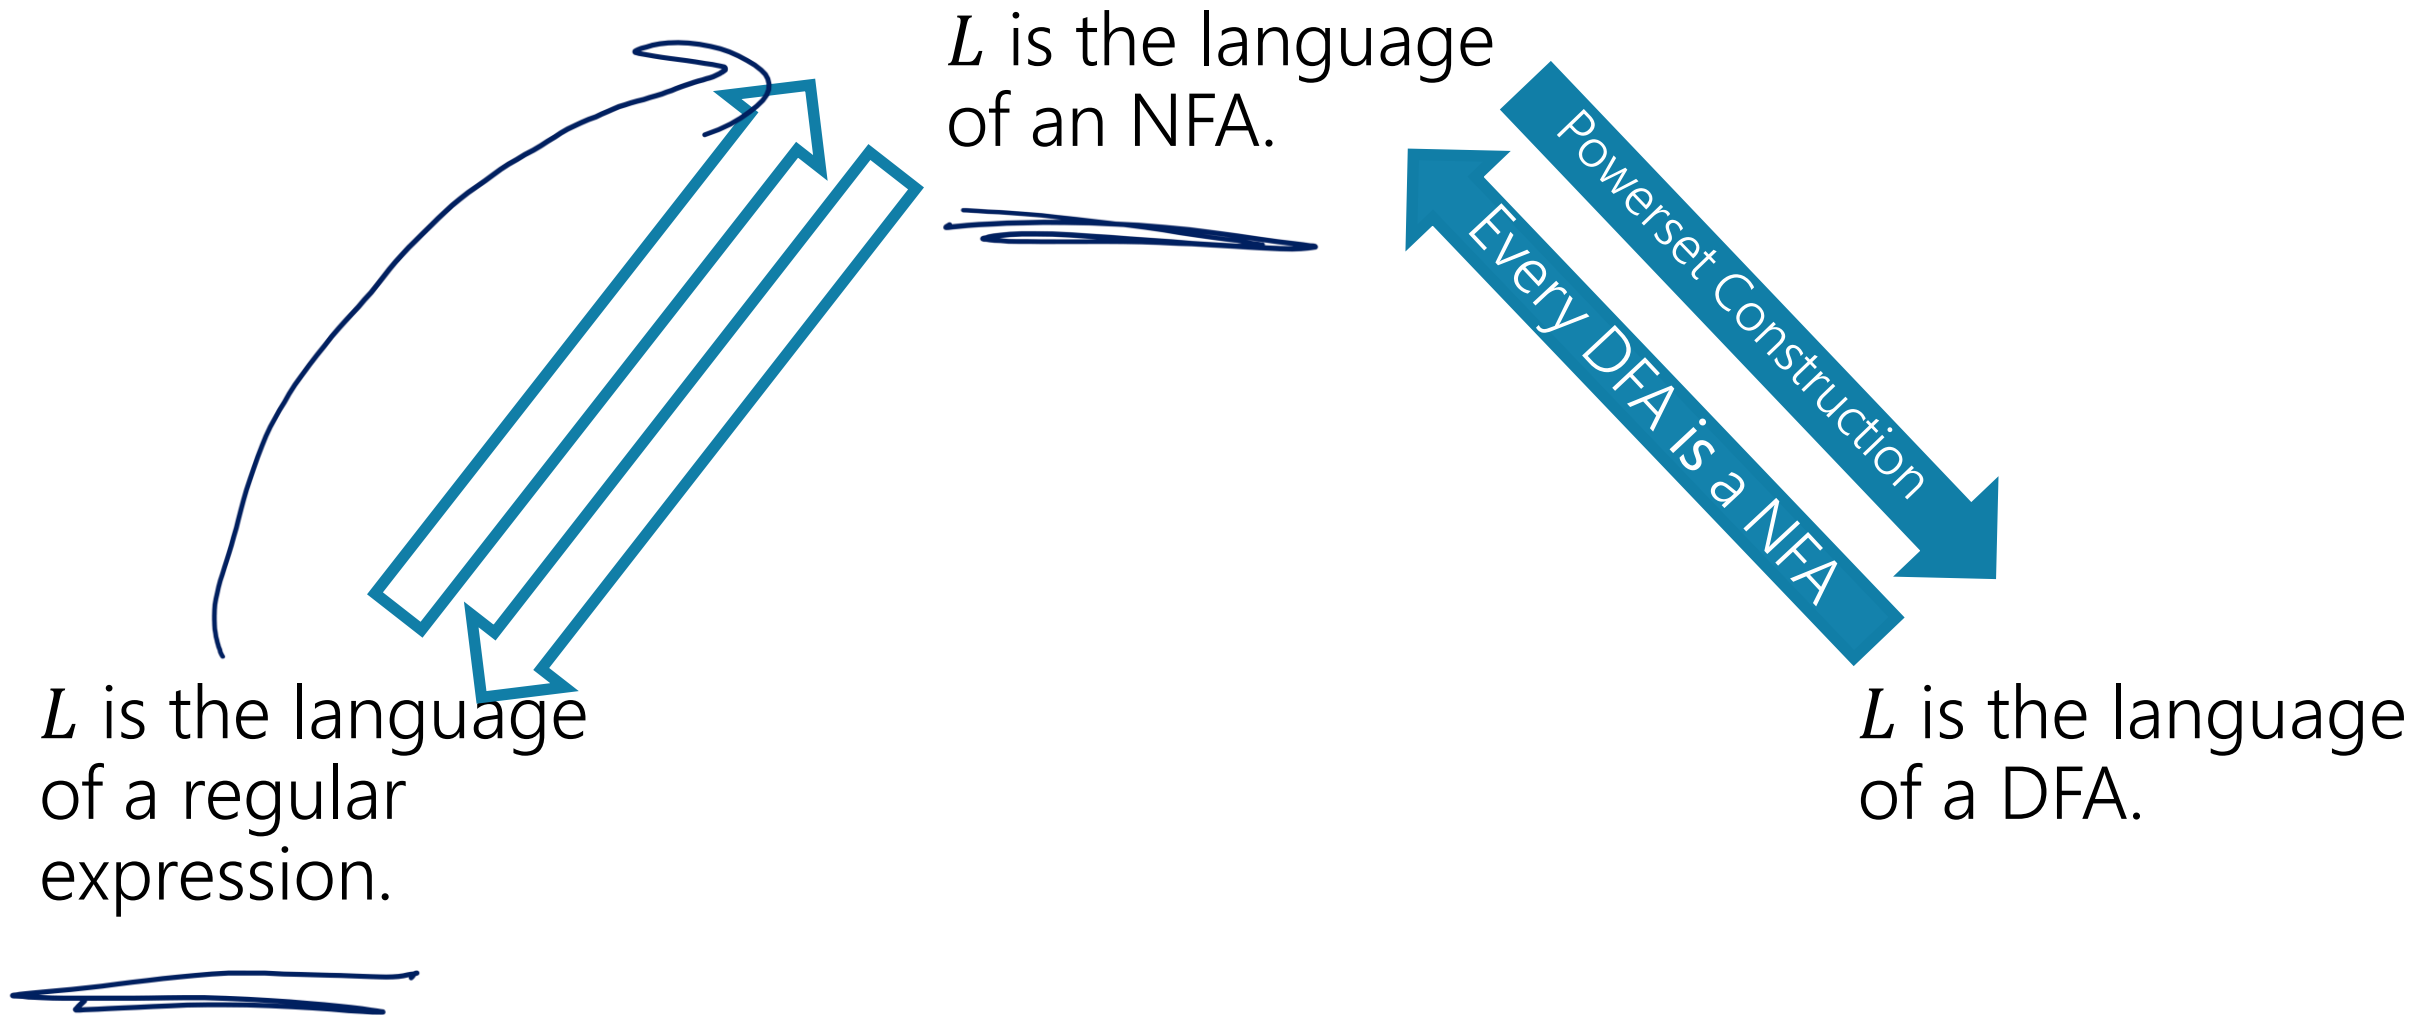 L is the language
of an NFA.
Powerset Construction
Every DFA is a NFA
L is the language
of a regular
expression.
L is the language
of a DFA.